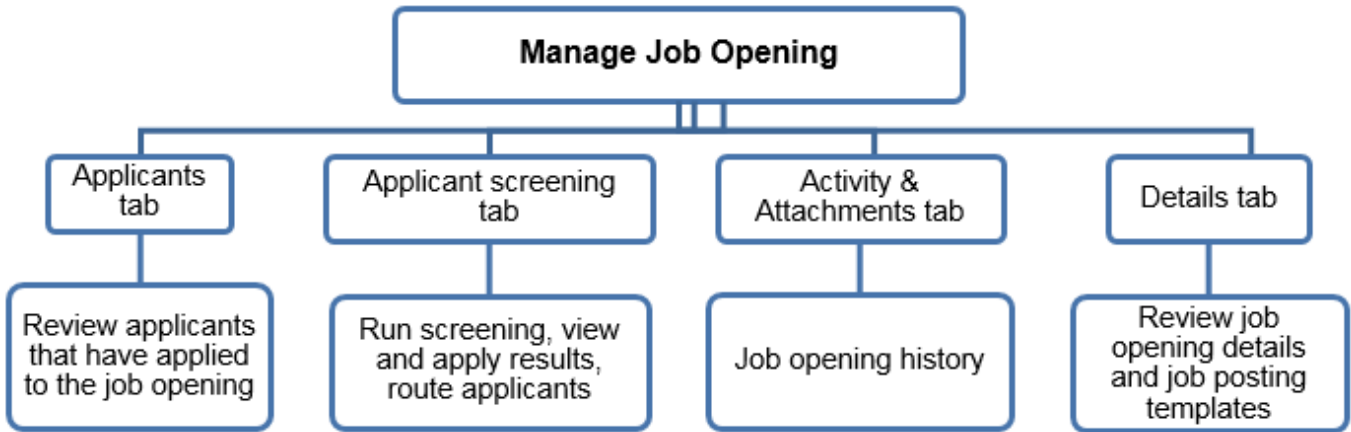 Manage Job Opening
Applicants
tab
Applicant screening
tab
Activity &
Attachments tab
Details tab
Review applicants
that have applied
to the job opening
Run screening, view
and apply results,
route applicants
Job opening history
Review job
opening details
and job posting
templates